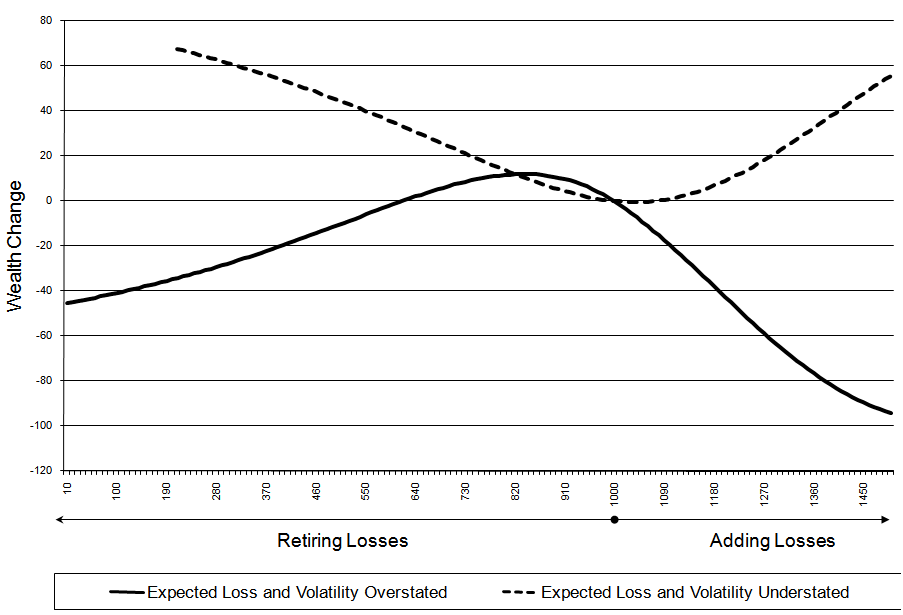 80
60
40
20
0
-20
-40
-60
-80
-100
-120
Wealth Change
10 100 190 280 370 460 550 640 730 820 910 1000 1090 1180 1270 1360 1450
Retiring Losses Adding Losses
Expected Loss and Volatility Overstated Expected Loss and Volatility Understated